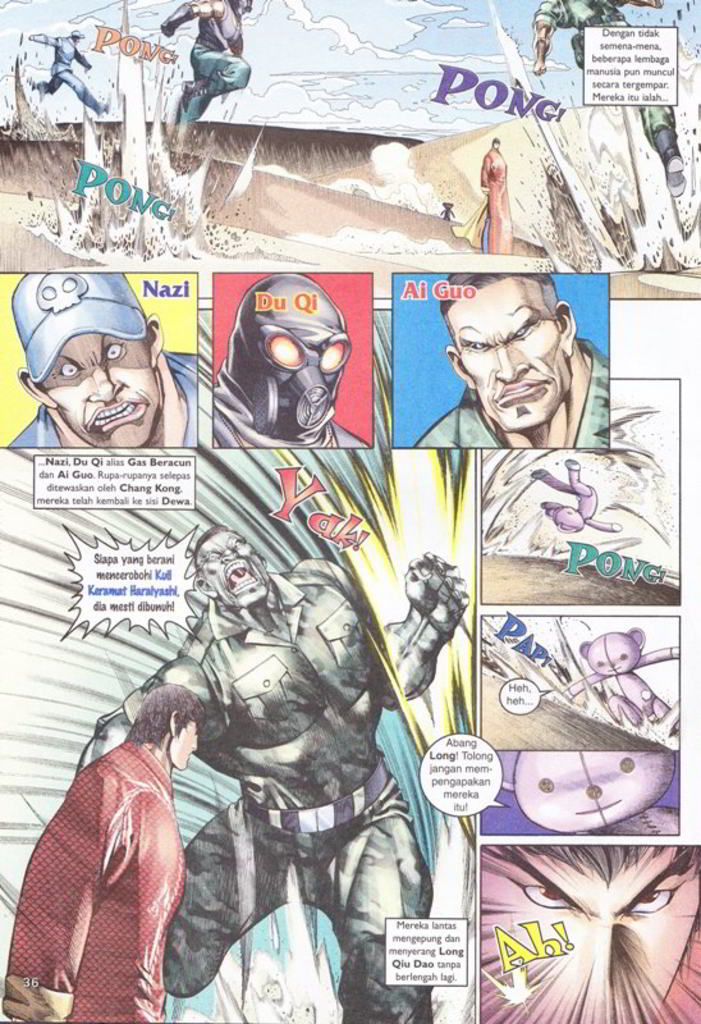 PONG
PONG!
PONG!
Dengan tidak
semena-mena,
beberapa lembaga
manusia pun muncul
secara tergempar.
Mereka itu ialah...
Nazi
Du Qi
Ai Guo
...Nazi, Du Qi alias Gas Beracun
dan Ai Guo. Rupa-rupanya selepas
ditewaskan oleh Chang Kong,
mereka telah kembali ke sisi Dewa.
Yak!
Siapa yang berani
mencerobohi Kuil
Keramat Haraiyashi,
dia mesti dibunuh!
PONG!
PAP!
Heh,
heh...
Abang
Long! Tolong
jangan mem-
pengapakan
mereka
itu!
Mereka lantas
mengepung dan
menyerang Long
Qiu Dao tanpa
berlengah lagi.
Ah!
36